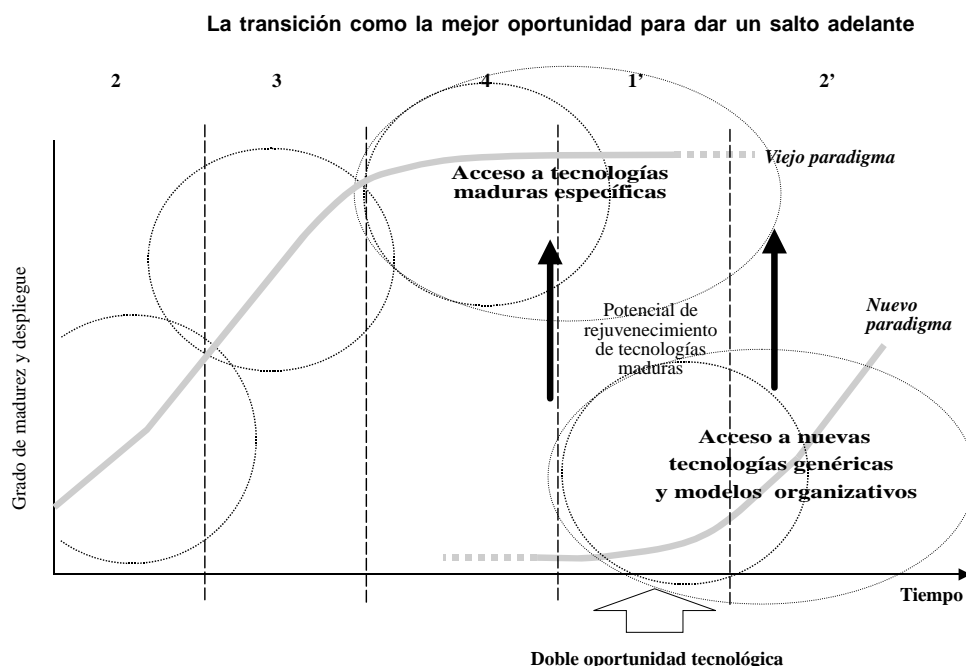 La transición como la mejor oportunidad para dar un salto adelante
2
3
4
1'
2'
Viejo paradigma
Acceso a tecnologías
maduras específicas
Nuevo
paradigma
Potencial de
rejuvenecimiento
de tecnologías
maduras
Grado de madurez y despliegue
Acceso a nuevas
tecnologías genéricas
y modelos organizativos
Tiempo
Doble oportunidad tecnológica